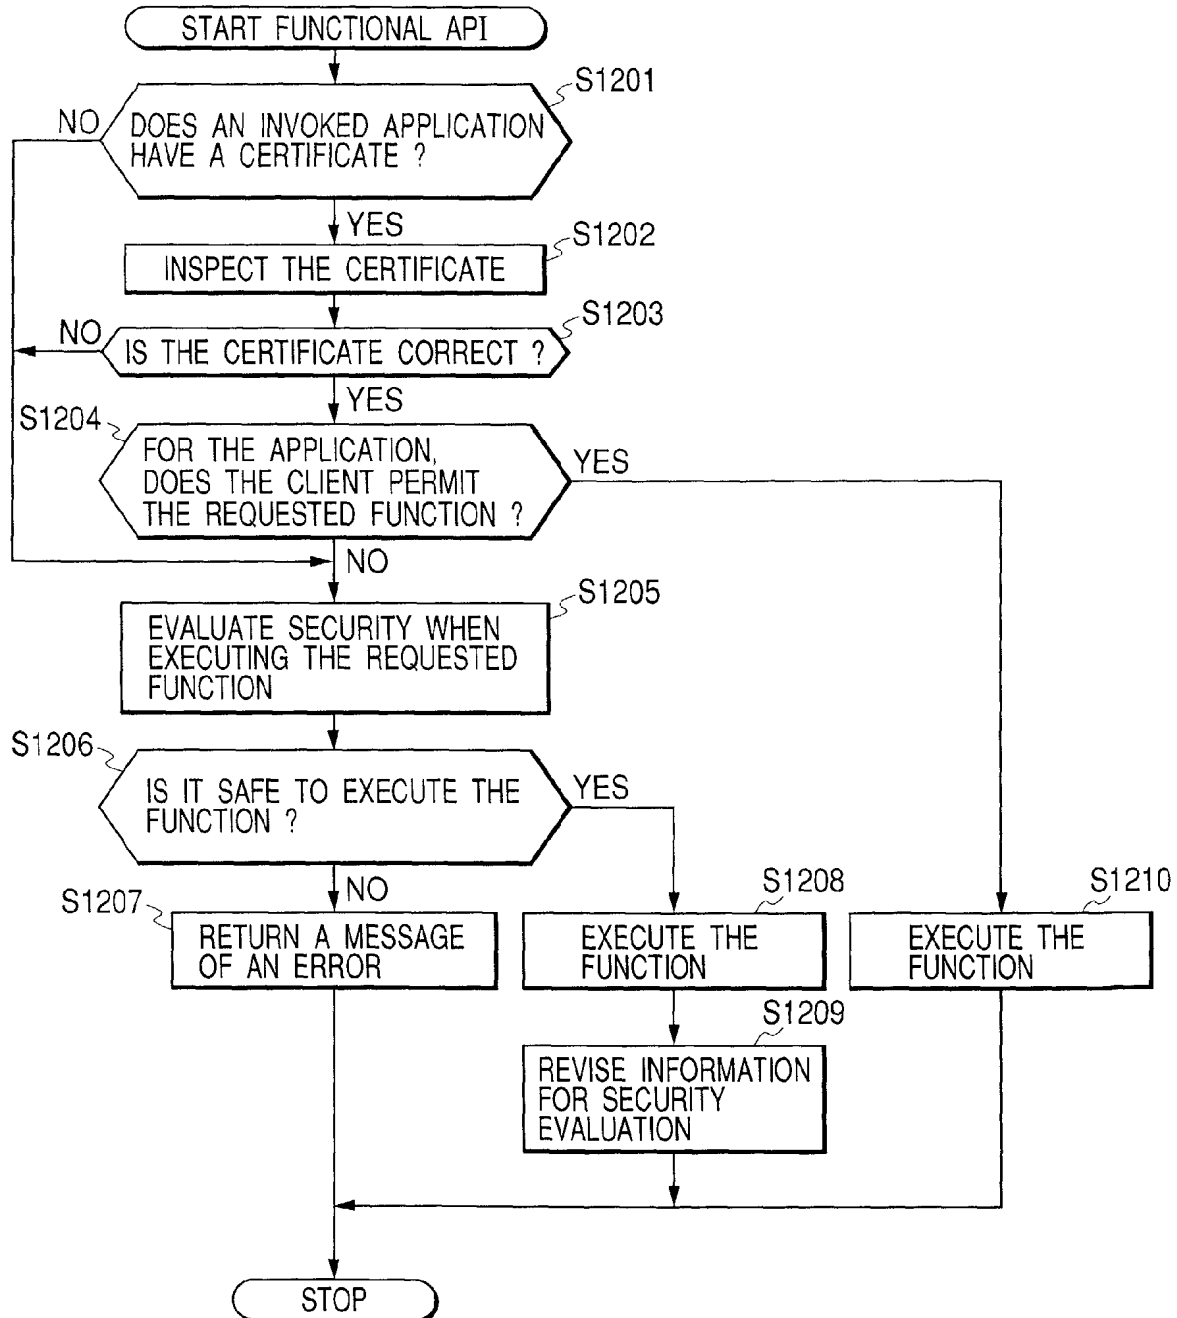 START FUNCTIONAL API
S1201
NO
DOES AN INVOKED APPLICATION
HAVE A CERTIFICATE ?
YES
S1202
INSPECT THE CERTIFICATE
S1203
NO
IS THE CERTIFICATE CORRECT ?
YES
S1204
FOR THE APPLICATION,
DOES THE CLIENT PERMIT
THE REQUESTED FUNCTION ?
YES
NO
S1205
EVALUATE SECURITY WHEN
EXECUTING THE REQUESTED
FUNCTION
S1206
IS IT SAFE TO EXECUTE THE
FUNCTION ?
YES
NO
S1207
RETURN A MESSAGE
OF AN ERROR
S1208
EXECUTE THE
FUNCTION
S1210
EXECUTE THE
FUNCTION
S1209
REVISE INFORMATION
FOR SECURITY
EVALUATION
STOP